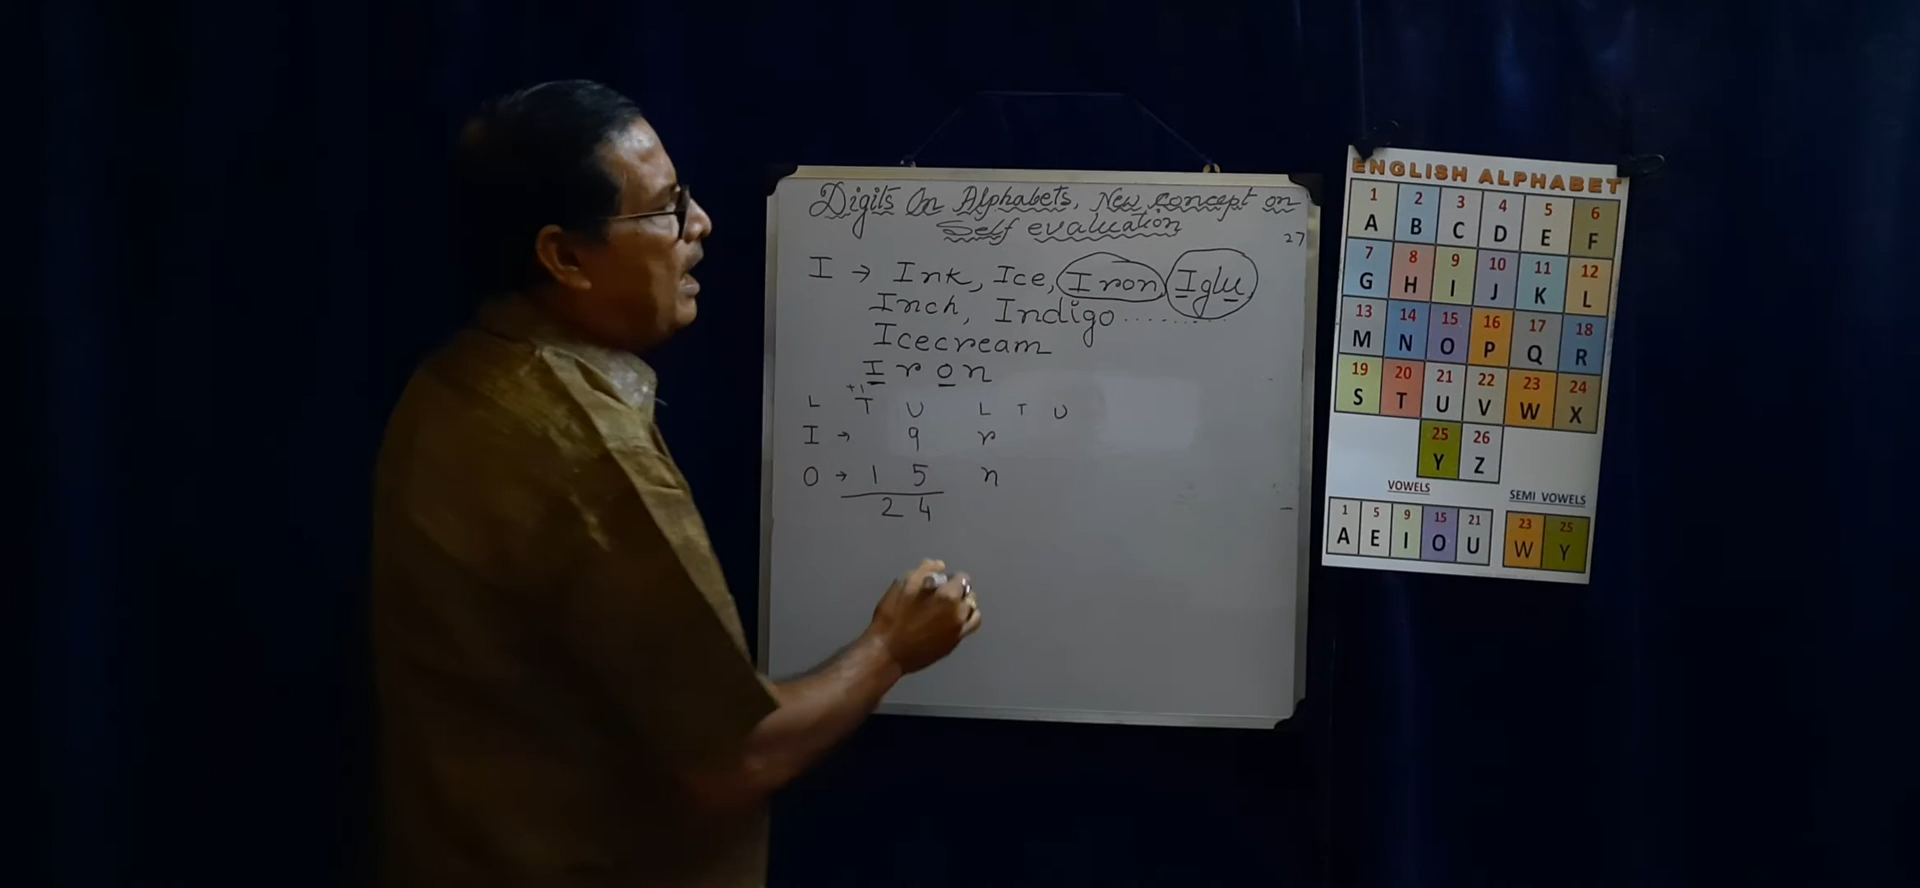 Digits On Alphabets, New concept on
Self evaluation
27
I → Ink, Ice, Iron Iglu
Inch, Indigo..........
Icecream
Iron
+1
L T U L T U
I → 9 r
O → 1 5 n
2 4
ENGLISH ALPHABET
1 2 3 4 5 6
A B C D E F
7 8 9 10 11 12
G H I J K L
13 14 15 16 17 18
M N O P Q R
19 20 21 22 23 24
S T U V W X
25 26
Y Z
VOWELS SEMI VOWELS
1 5 9 15 21 23 25
A E I O U W Y